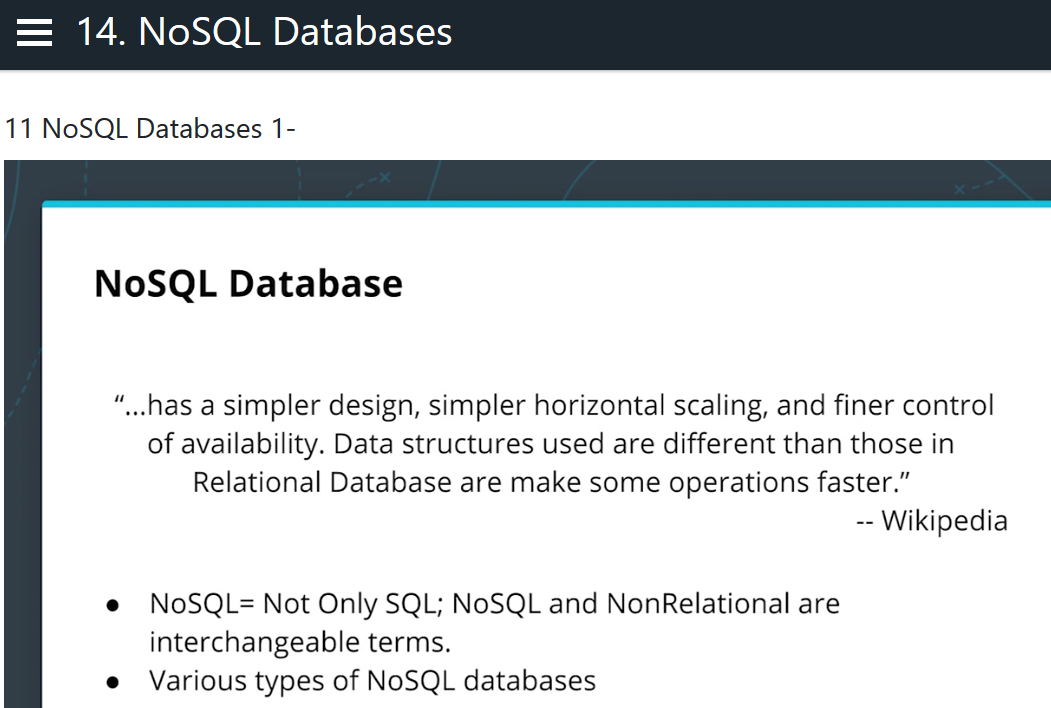 14. NoSQL Databases
11 NoSQL Databases 1-
NoSQL Database
“...has a simpler design, simpler horizontal scaling, and finer control
of availability. Data structures used are different than those in
Relational Database are make some operations faster.”
-- Wikipedia
● NoSQL= Not Only SQL; NoSQL and NonRelational are
interchangeable terms.
● Various types of NoSQL databases